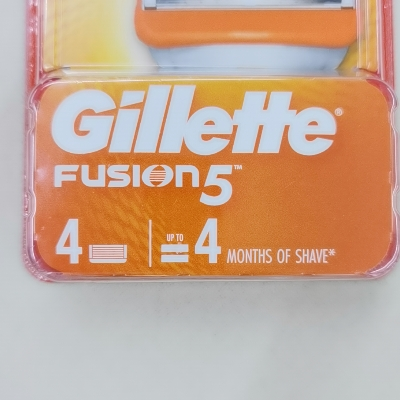 Gillette®
FUSION5™
4 UP TO 4 MONTHS OF SHAVE*